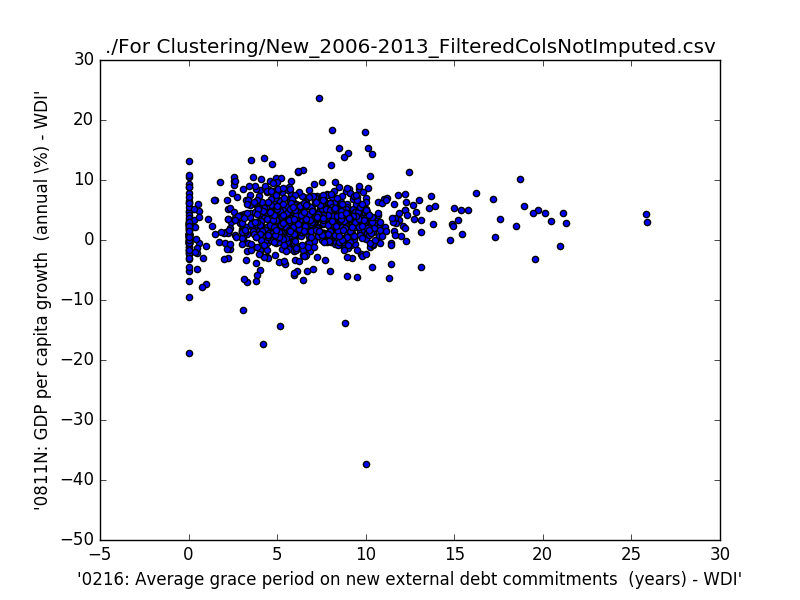 ./For Clustering/New_2006-2013_FilteredColsNotImputed.csv
30
20
10
0
−10
−20
−30
−40
−50
'0811N: GDP per capita growth  (annual \%) - WDI'
−5 0 5 10 15 20 25 30
'0216: Average grace period on new external debt commitments  (years) - WDI'